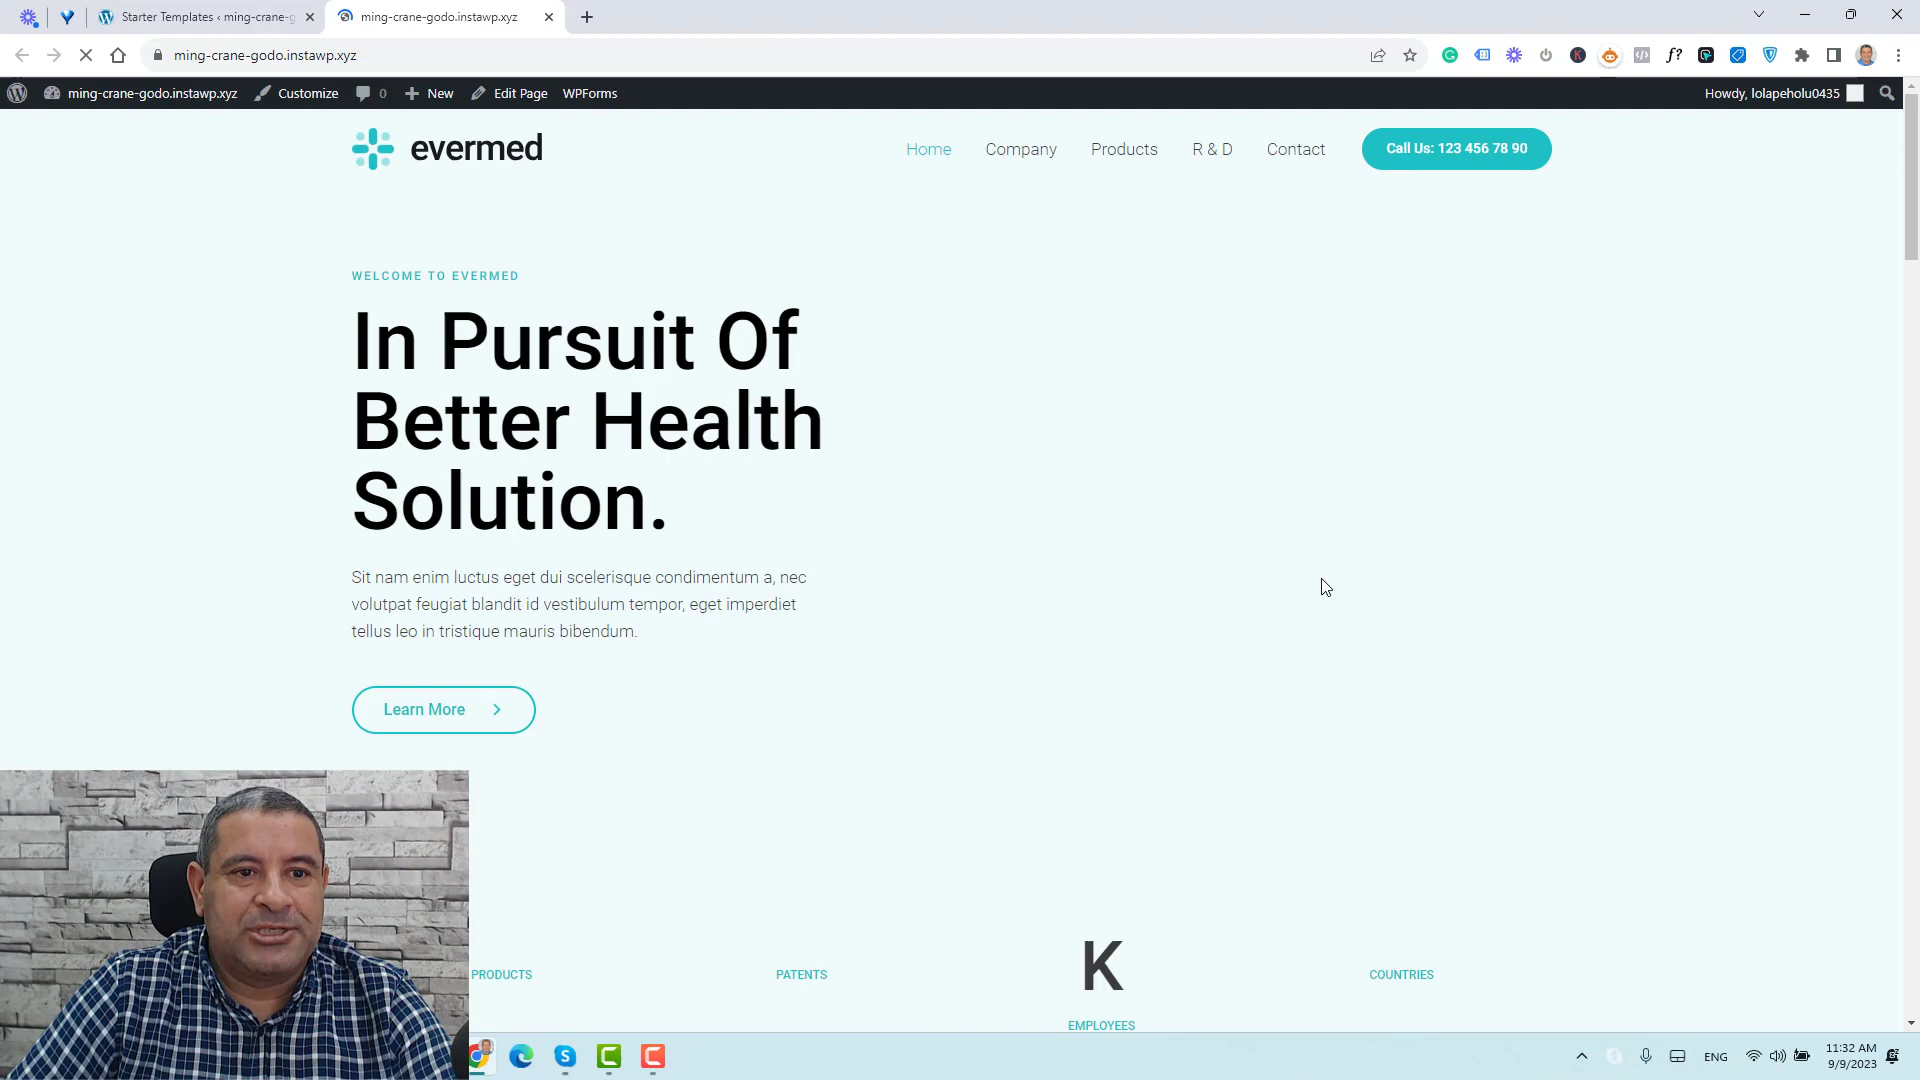 Starter Templates ‹ ming-crane-g
ming-crane-godo.instawp.xyz
ming-crane-godo.instawp.xyz
ming-crane-godo.instawp.xyz
Customize
0
New
Edit Page
WPForms
Howdy, lolapeholu0435
evermed
Home
Company
Products
R & D
Contact
Call Us: 123 456 78 90
WELCOME TO EVERMED
In Pursuit Of
Better Health
Solution.
Sit nam enim luctus eget dui scelerisque condimentum a, nec
volutpat feugiat blandit id vestibulum tempor, eget imperdiet
tellus leo in tristique mauris bibendum.
Learn More
K
PRODUCTS
PATENTS
EMPLOYEES
COUNTRIES
ENG
11:32 AM
9/9/2023